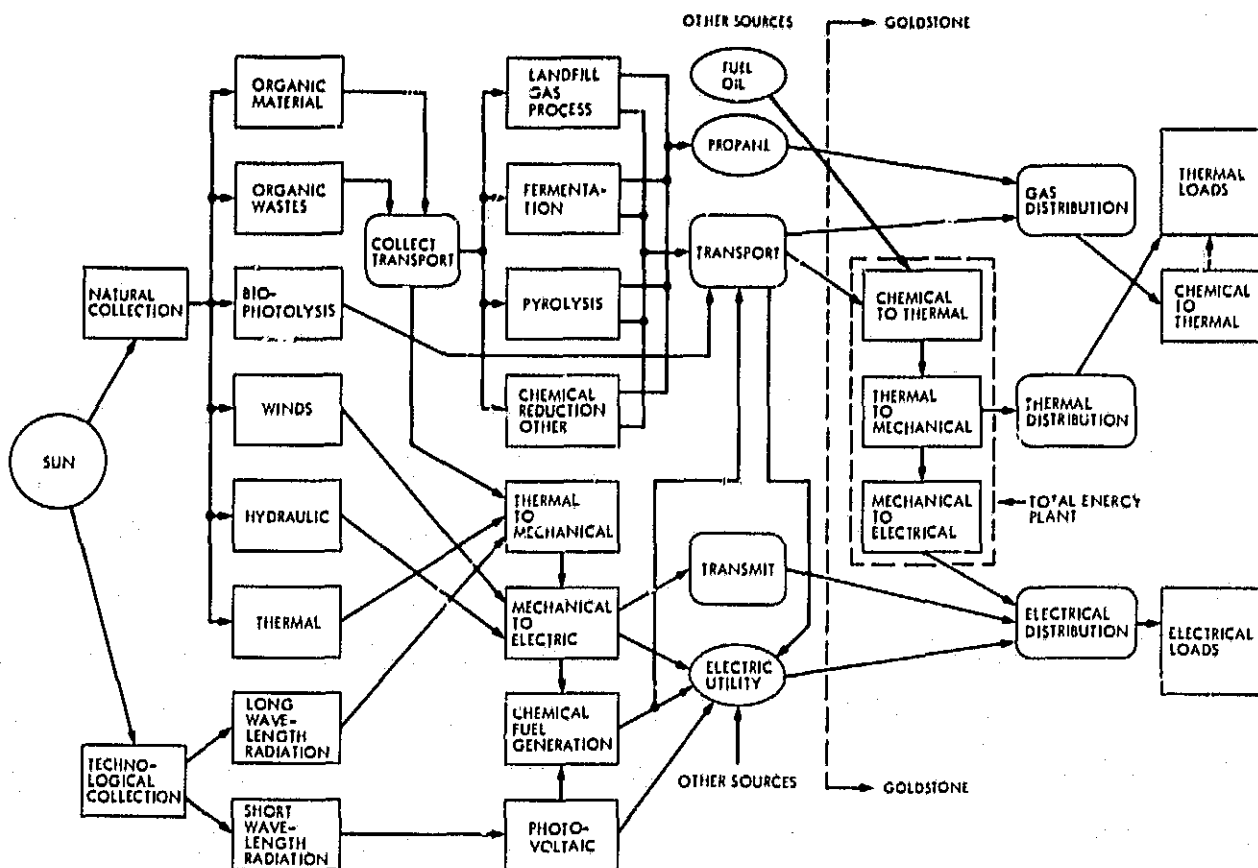 OTHER SOURCES
GOLDSTONE
ORGANIC
MATERIAL
LANDFILL
GAS
PROCESS
FUEL
OIL
PROPANE
ORGANIC
WASTES
FERMENTA-
TION
COLLECT
TRANSPORT
TRANSPORT
GAS
DISTRIBUTION
THERMAL
LOADS
NATURAL
COLLECTION
BIO-
PHOTOLYSIS
PYROLYSIS
CHEMICAL
TO THERMAL
CHEMICAL
TO
THERMAL
WINDS
CHEMICAL
REDUCTION
OTHER
THERMAL
TO
MECHANICAL
THERMAL
DISTRIBUTION
SUN
HYDRAULIC
THERMAL
TO
MECHANICAL
MECHANICAL
TO
ELECTRICAL
TOTAL ENERGY
PLANT
THERMAL
MECHANICAL
TO
ELECTRIC
TRANSMIT
ELECTRICAL
DISTRIBUTION
ELECTRICAL
LOADS
LONG
WAVE-
LENGTH
RADIATION
CHEMICAL
FUEL
GENERATION
ELECTRIC
UTILITY
TECHNO-
LOGICAL
COLLECTION
OTHER SOURCES
GOLDSTONE
SHORT
WAVE-
LENGTH
RADIATION
PHOTO-
VOLTAIC